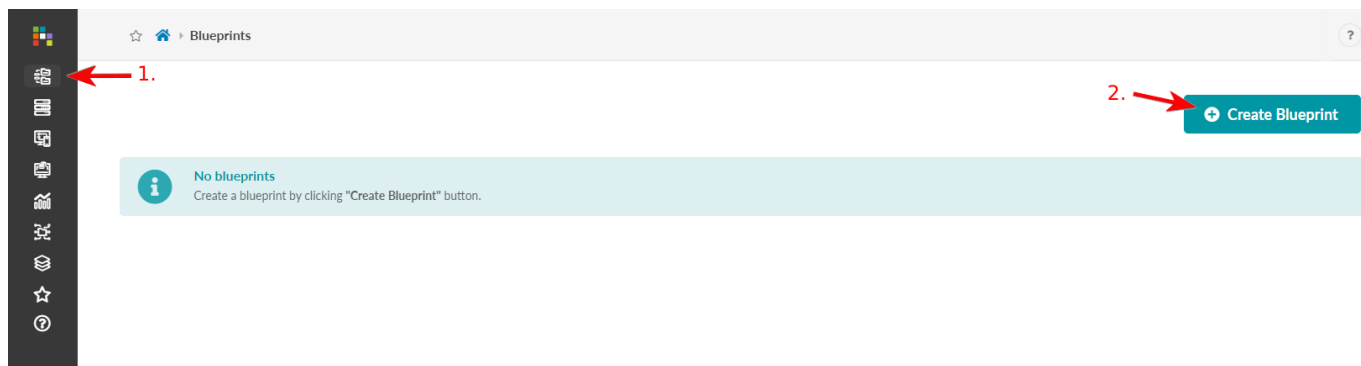 Blueprints
?
1.
2.
Create Blueprint
No blueprints
Create a blueprint by clicking "Create Blueprint" button.